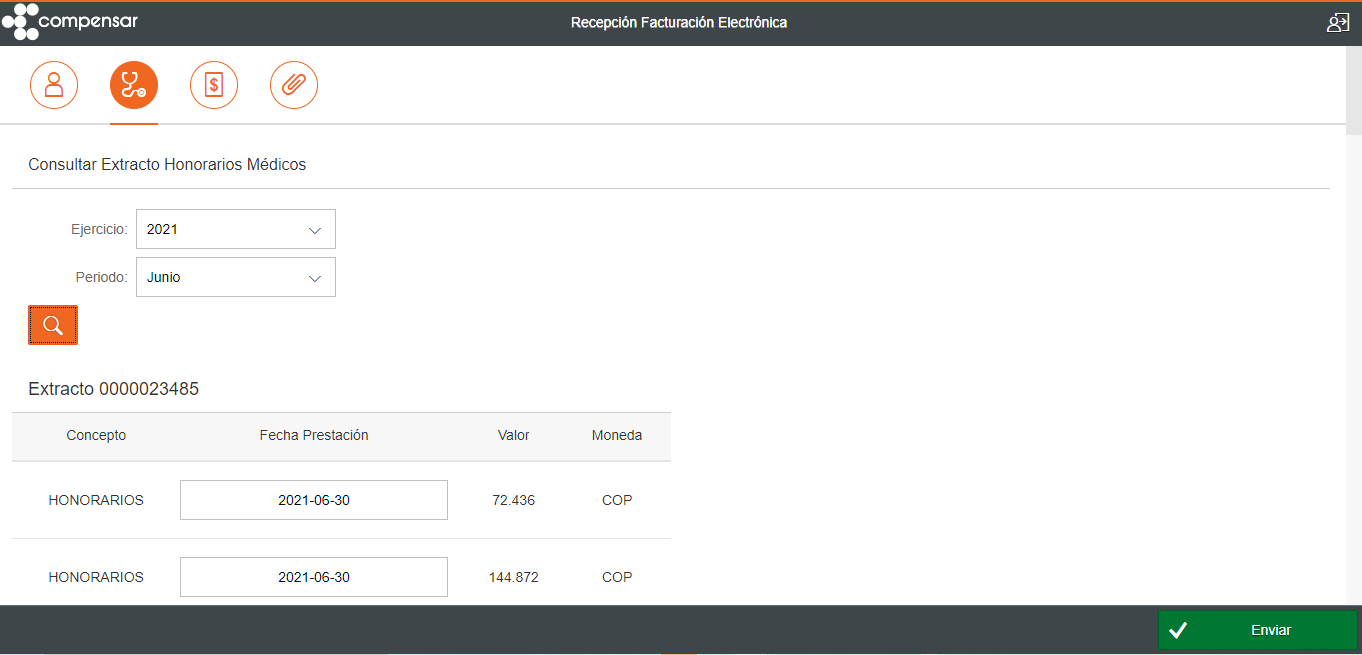 compensar
Recepción Facturación Electrónica
$
Consultar Extracto Honorarios Médicos
Ejercicio: 2021
Periodo: Junio
Extracto 0000023485
Concepto Fecha Prestación Valor Moneda
HONORARIOS 2021-06-30 72.436 COP
HONORARIOS 2021-06-30 144.872 COP
Enviar